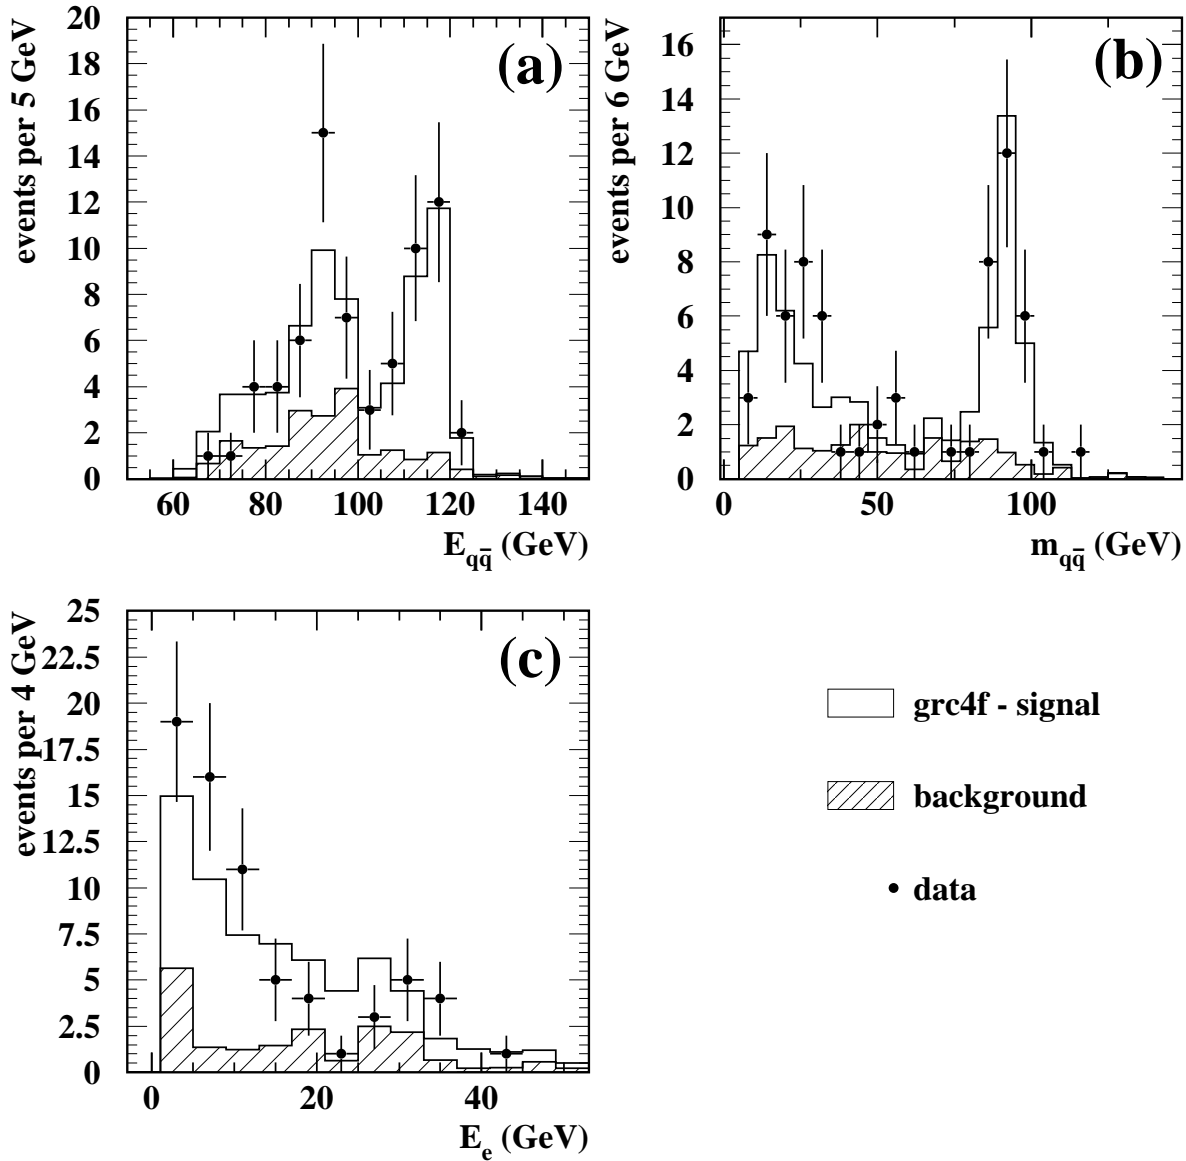 (a)
events per 5 GeV
20
18
16
14
12
10
8
6
4
2
0
60 80 100 120 140
E_qq̄ (GeV)
(b)
events per 6 GeV
16
14
12
10
8
6
4
2
0
0 50 100
m_qq̄ (GeV)
(c)
events per 4 GeV
25
22.5
20
17.5
15
12.5
10
7.5
5
2.5
0
0 20 40
E_e (GeV)
grc4f - signal
background
data